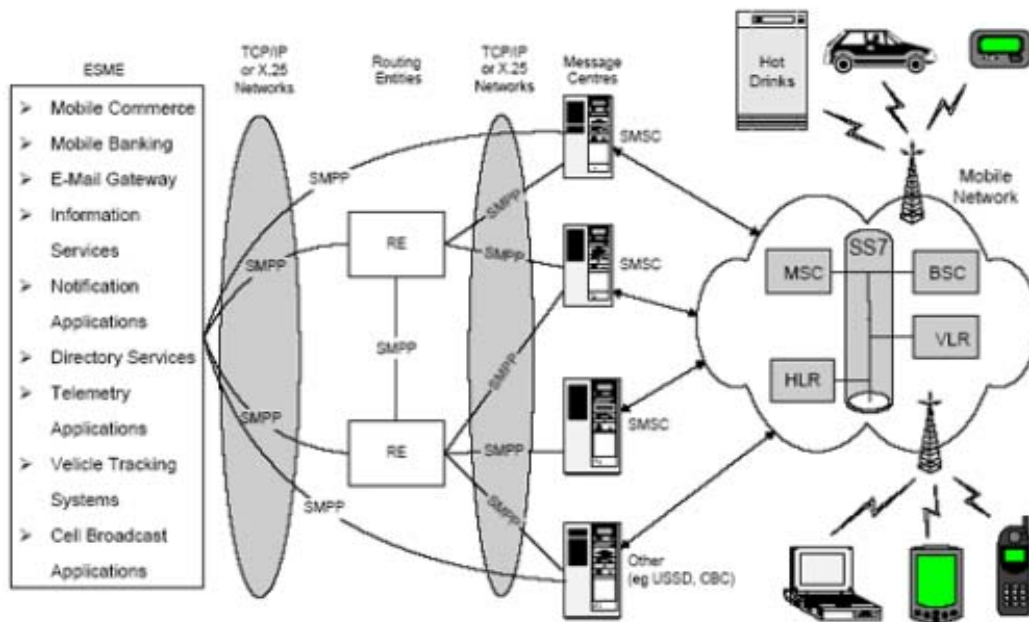 ESME
Mobile Commerce
Mobile Banking
E-Mail Gateway
Information
Services
Notification
Applications
Directory Services
Telemetry
Applications
Velicle Tracking
Systems
Cell Broadcast
Applications
TCP/IP
or X.25
Networks
Routing
Entities
TCP/IP
or X.25
Networks
Message
Centres
SMPP
SMPP
SMPP
SMPP
RE
SMPP
RE
SMPP
SMPP
SMPP
SMPP
SMPP
SMSC
SMSC
SMSC
Other
(eg USSD, CBC)
Hot
Drinks
Mobile
Network
SS7
MSC
BSC
VLR
HLR